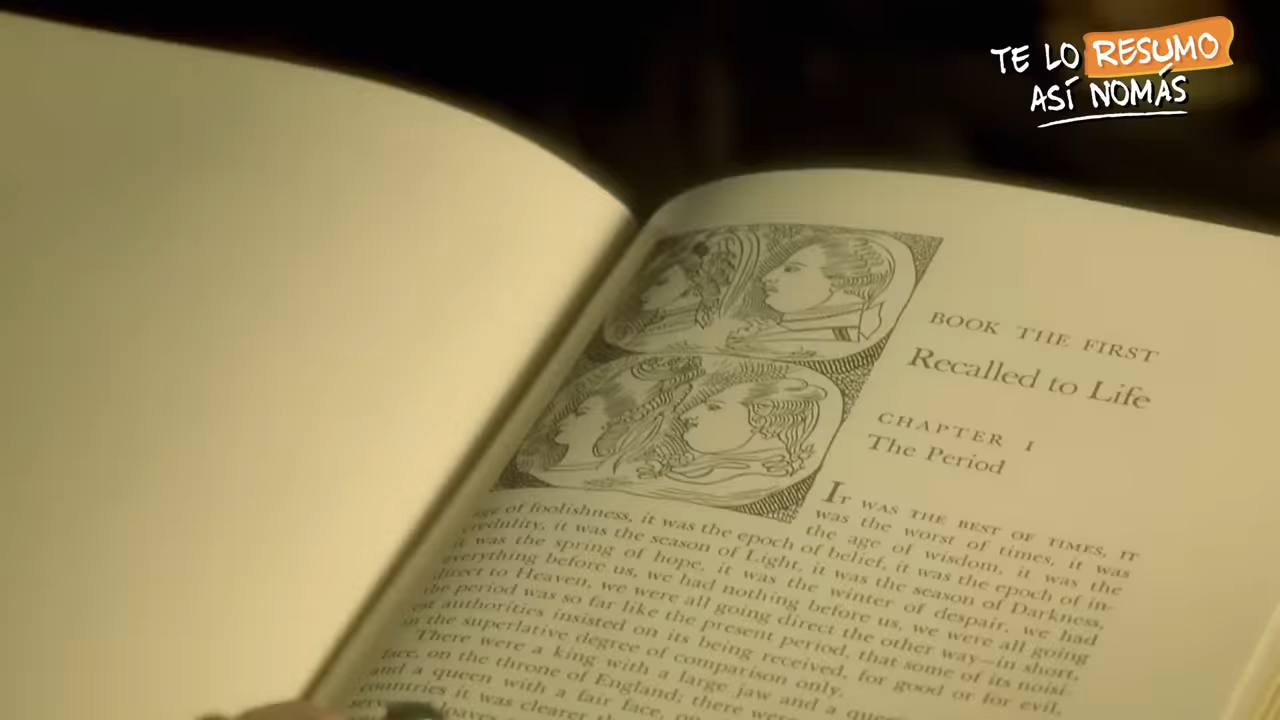 TE LO RESUMO
ASÍ NOMÁS
BOOK THE FIRST
Recalled to Life
CHAPTER I
The Period
IT WAS THE BEST OF TIMES, IT
was the worst of times, it was
the age of wisdom, it was the
age of foolishness, it was the epoch of belief, it was the epoch of in-
credulity, it was the season of Light, it was the season of Darkness,
it was the spring of hope, it was the winter of despair, we had
everything before us, we had nothing before us, we were all going
direct to Heaven, we were all going direct the other way—in short,
the period was so far like the present period, that some of its noisi-
est authorities insisted on its being received, for good or for evil,
in the superlative degree of comparison only.
There were a king with a large jaw and a queen
face, on the throne of England; there were
and a queen with a fair face, on
countries it was clearer
loaves